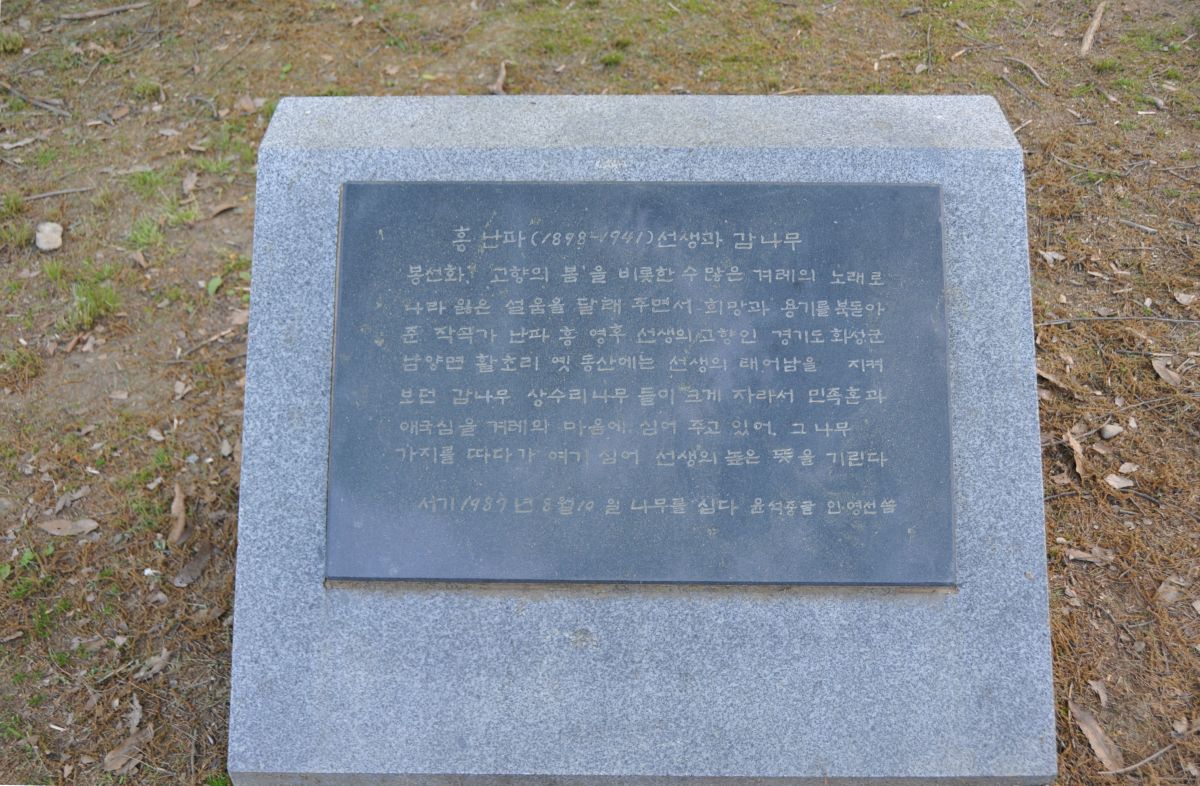 홍 난파(1898~1941)선생과 감나무
봉선화, '고향의 봄'을 비롯한 수 많은 겨레의 노래로
나라 잃은 설움을 달래 주면서 희망과 용기를 북돋아
준 작곡가 난파 홍 영후 선생의 고향인 경기도 화성군
남양면 활초리 옛 동산에는 선생의 태어남을 지켜
보던 감나무 상수리나무 들이 크게 자라서 민족혼과
애국심을 겨레의 마음에 심어 주고 있어, 그 나무
가지를 따다가 여기 심어 선생의 높은 뜻을 기린다
서기 1987년 8월 10일 나무를 심다 윤석중글 인영선씀